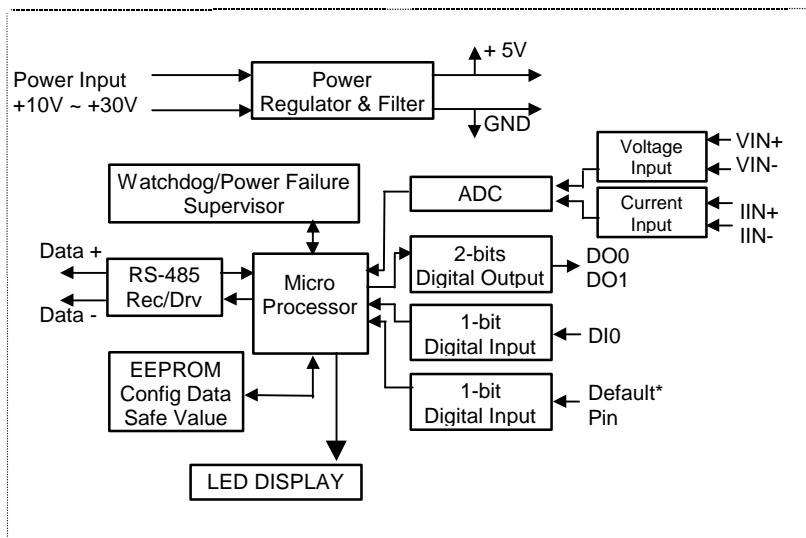 + 5V
Power Input
+10V ~ +30V
Power
Regulator & Filter
GND
Voltage
Input
VIN+
VIN-
Watchdog/Power Failure
Supervisor
ADC
Current
Input
IIN+
IIN-
Data +
Data -
RS-485
Rec/Drv
Micro
Processor
2-bits
Digital Output
DO0
DO1
1-bit
Digital Input
DI0
EEPROM
Config Data
Safe Value
1-bit
Digital Input
Default*
Pin
LED DISPLAY